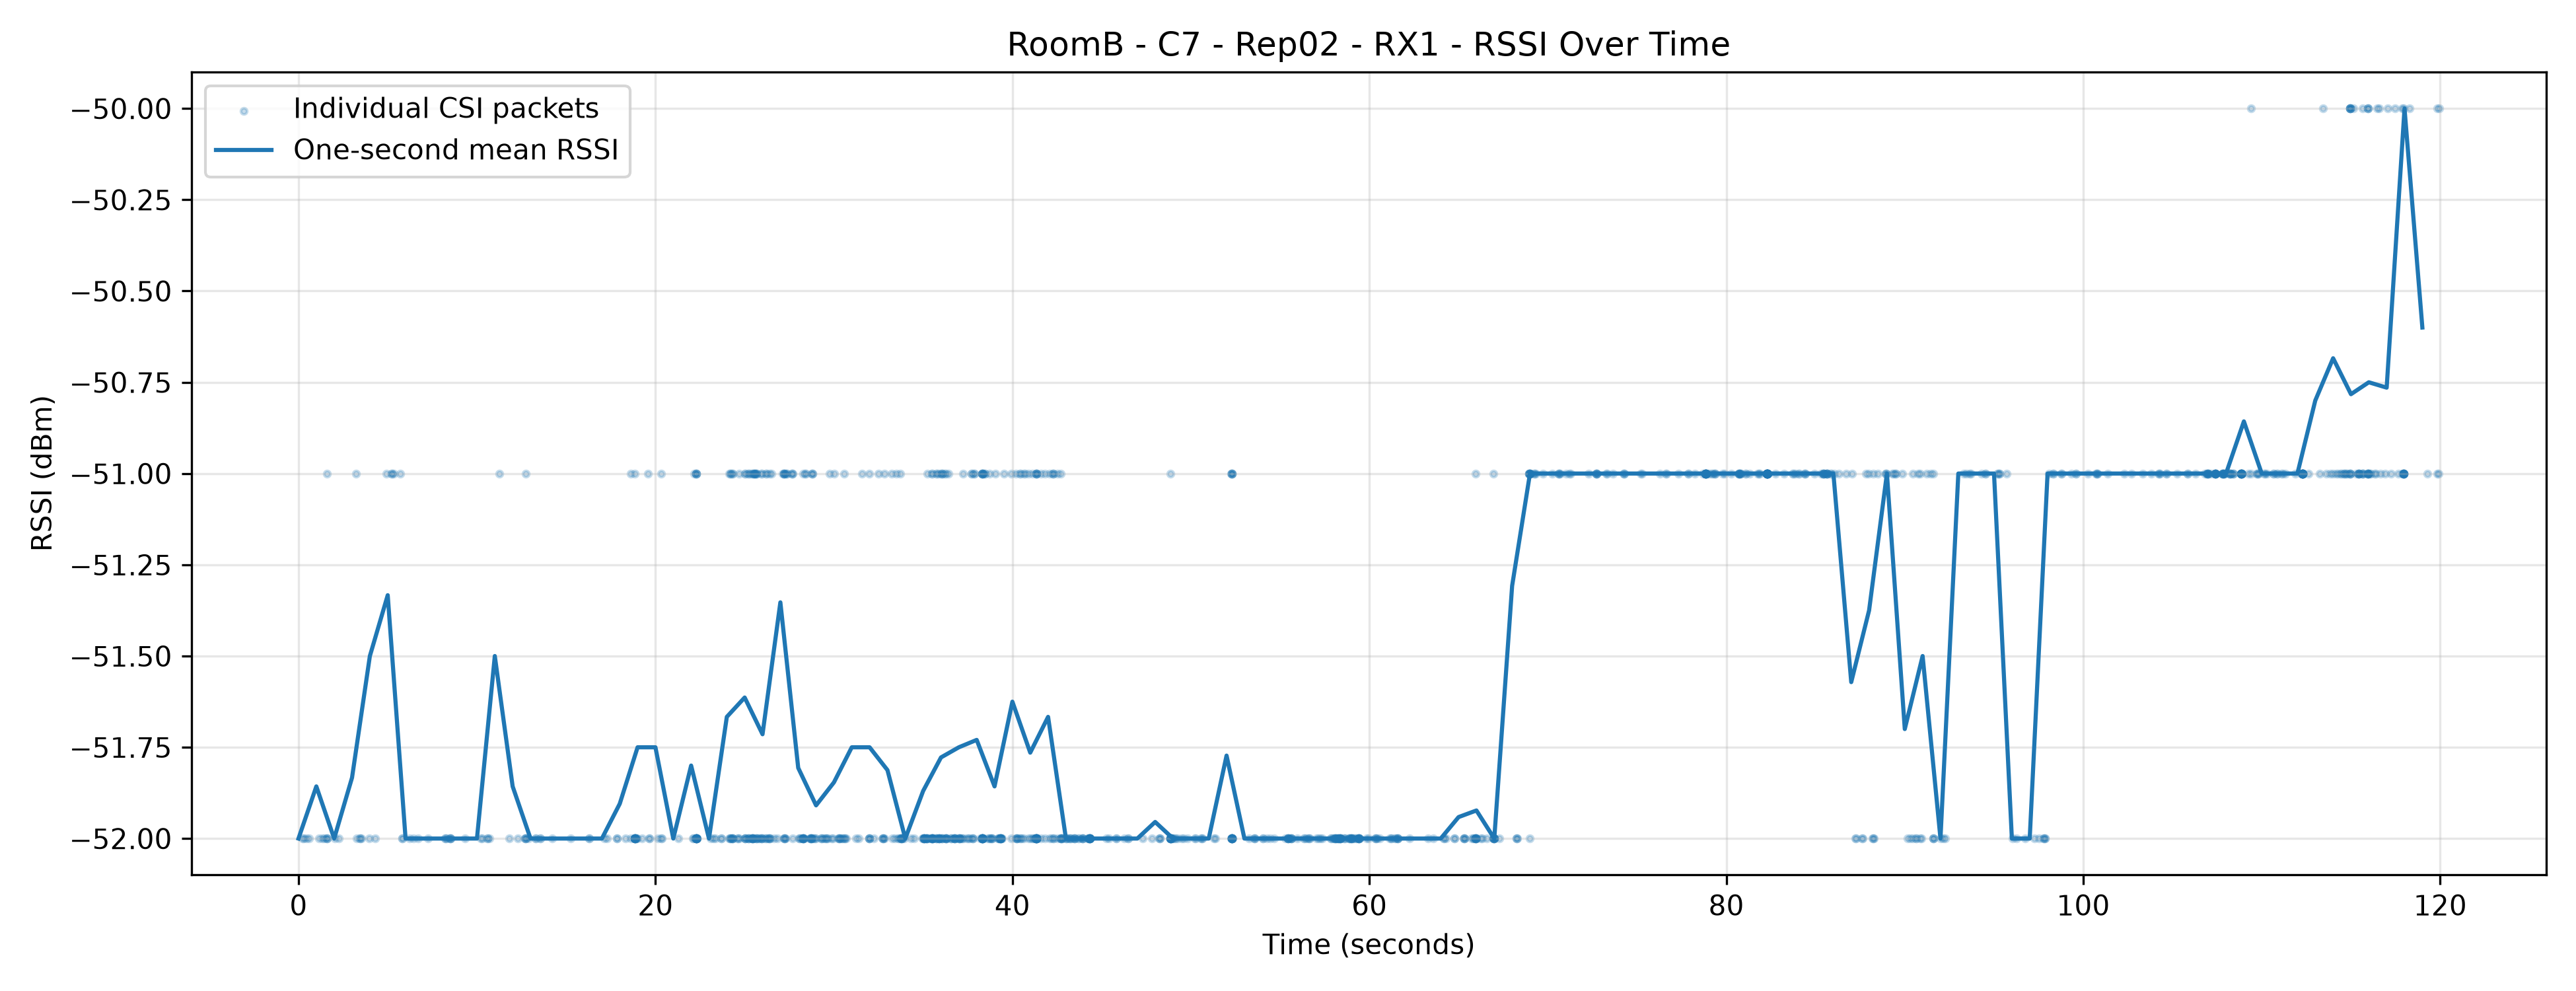 RoomB - C7 - Rep02 - RX1 - RSSI Over Time
Individual CSI packets
One-second mean RSSI
RSSI (dBm)
−50.00
−50.25
−50.50
−50.75
−51.00
−51.25
−51.50
−51.75
−52.00
0 20 40 60 80 100 120
Time (seconds)